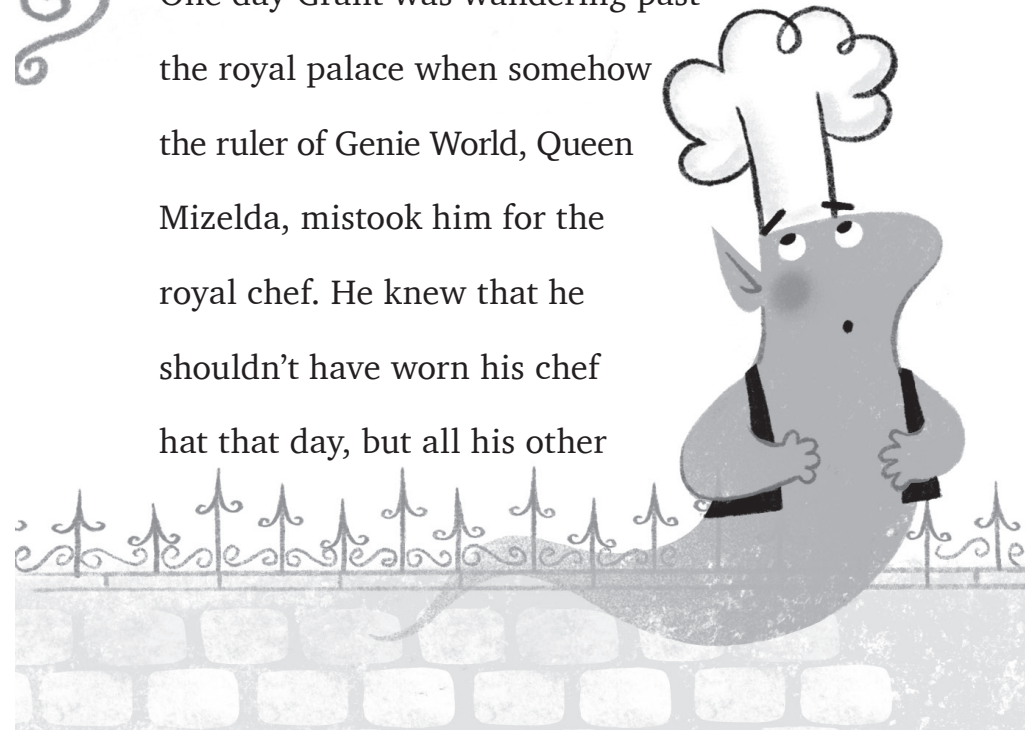 One day Grant was wandering past
the royal palace when somehow
the ruler of Genie World, Queen
Mizelda, mistook him for the
royal chef. He knew that he
shouldn’t have worn his chef
hat that day, but all his other